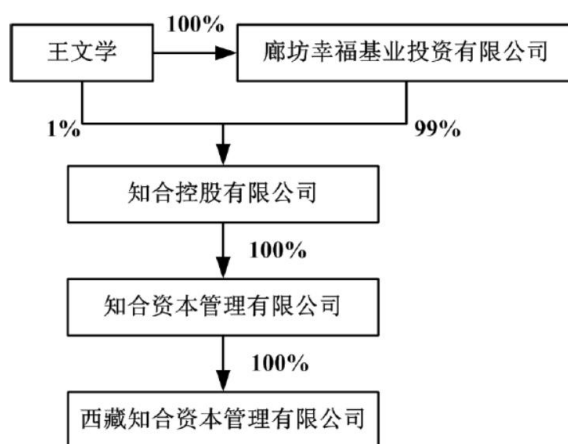 100%
王文学
廊坊幸福基业投资有限公司
1%
99%
知合控股有限公司
100%
知合资本管理有限公司
100%
西藏知合资本管理有限公司